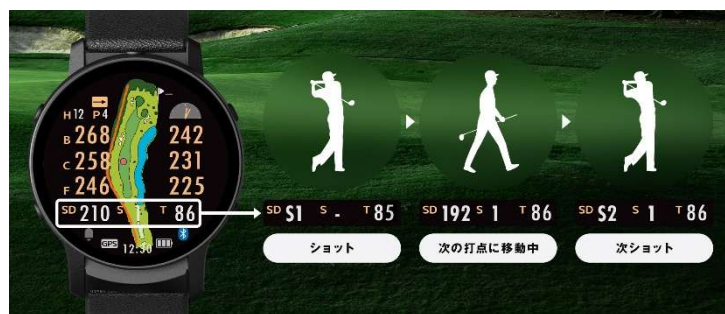 H12 P4
B 268 242
C 258 231
F 246 225
SD 210 S 1 T 86
GPS
12:36
SD S1 S - T 85
SD 192 S 1 T 86
SD S2 S 1 T 86
ショット
次の打点に移動中
次ショット